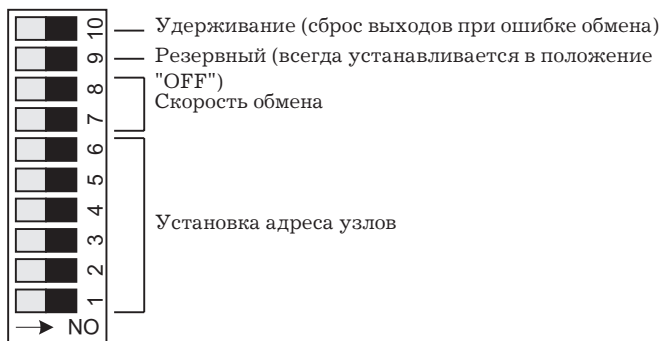 10 Удерживание (сброс выходов при ошибке обмена)
9 Резервный (всегда устанавливается в положение
"OFF")
8 Скорость обмена
7
6
5
4 Установка адреса узлов
3
2
1
NO